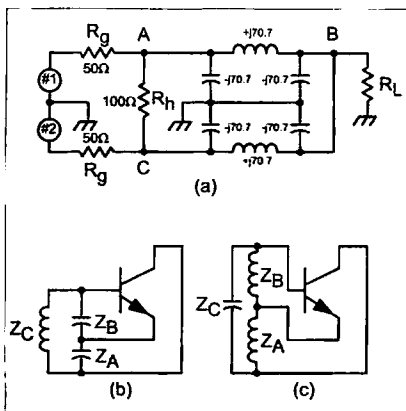 A
B
C
Rg
50Ω
#1
+j70.7
-j70.7
-j70.7
100Ω
Rh
RL
#2
-j70.7
-j70.7
50Ω
Rg
+j70.7
(a)
ZC
ZB
ZA
(b)
ZC
ZB
ZA
(c)